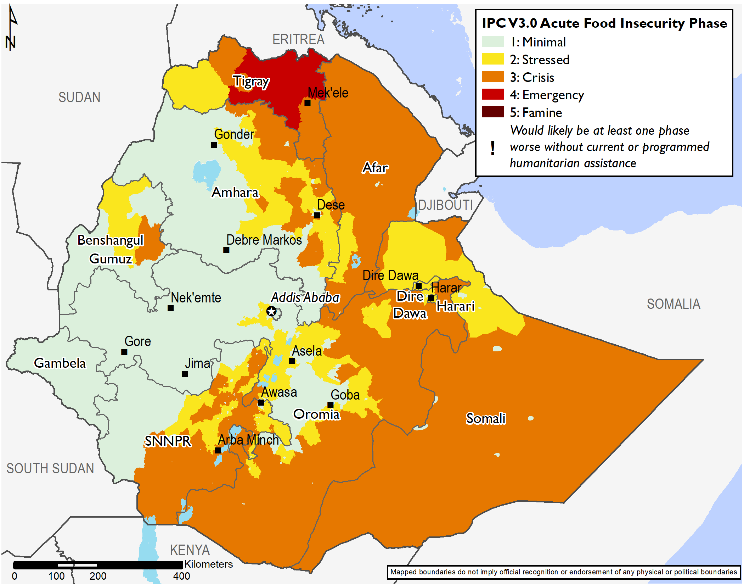 N
IPC V3.0 Acute Food Insecurity Phase
1: Minimal
2: Stressed
3: Crisis
4: Emergency
5: Famine
! Would likely be at least one phase
worse without current or programmed
humanitarian assistance
ERITREA
SUDAN
Tigray
Mek'ele
Gonder
Afar
Amhara
Dese
DJIBOUTI
Benshangul
Gumuz
Debre Markos
Dire Dawa
Harar
Nek'emte
Addis Ababa
Dire
Dawa
Harari
SOMALIA
Gore
Asela
Gambela
Jima
Awasa
Goba
Oromia
Somali
SNNPR
Arba Minch
SOUTH SUDAN
KENYA
Kilometers
0 100 200 400
Mapped boundaries do not imply official recognition or endorsement of any physical or political boundaries